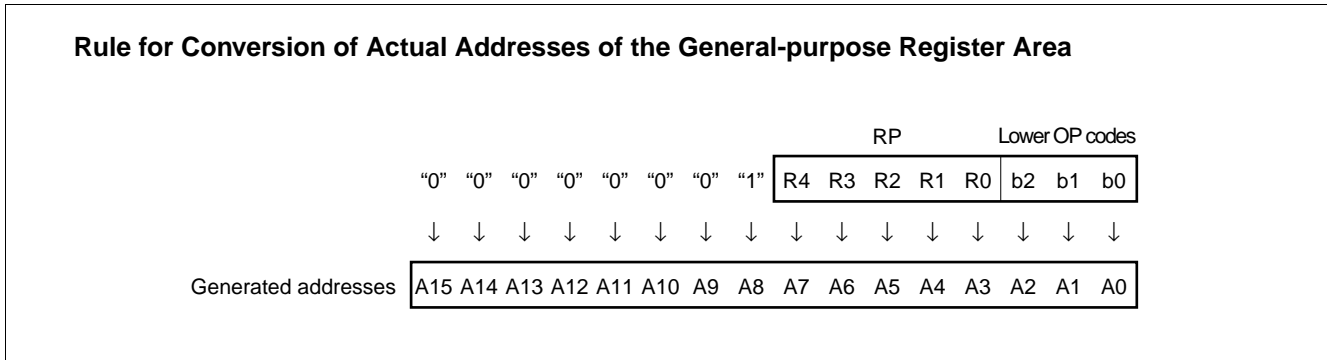 Rule for Conversion of Actual Addresses of the General-purpose Register Area
RP Lower OP codes
“0” “0” “0” “0” “0” “0” “0” “1” R4 R3 R2 R1 R0 b2 b1 b0
↓ ↓ ↓ ↓ ↓ ↓ ↓ ↓ ↓ ↓ ↓ ↓ ↓ ↓ ↓ ↓
Generated addresses A15 A14 A13 A12 A11 A10 A9 A8 A7 A6 A5 A4 A3 A2 A1 A0